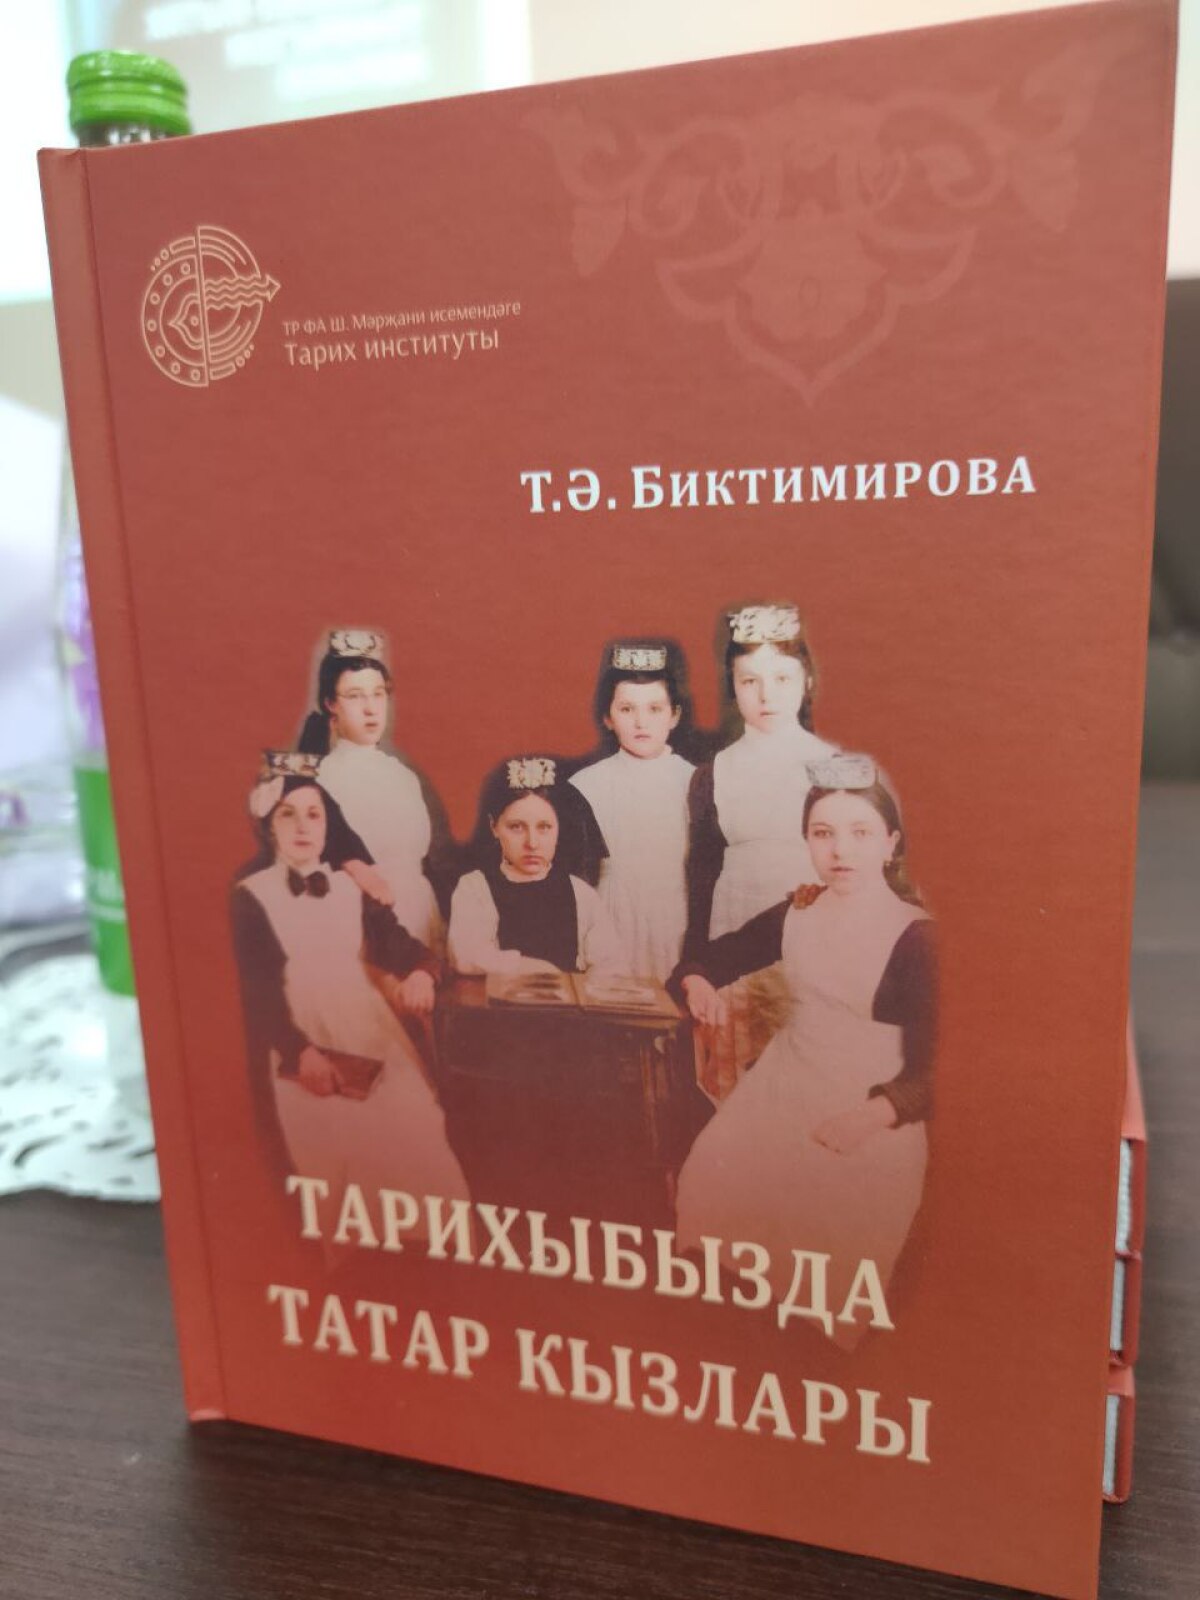 ТР ФА Ш. Мәрҗани исемендәге
Тарих институты
Т.Ә. БИКТИМИРОВА
ТАРИХЫБЫЗДА
ТАТАР КЫЗЛАРЫ